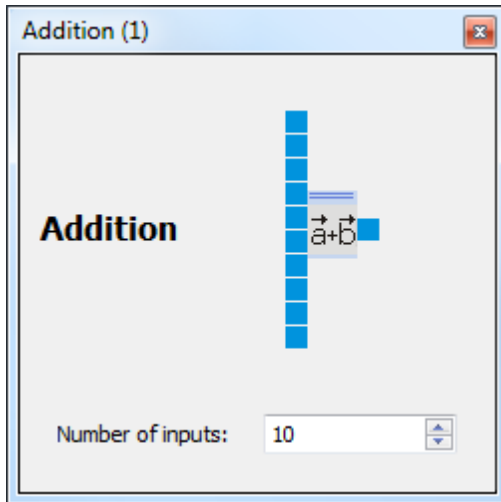 Addition (1)
Addition
a⃗+b⃗
Number of inputs: 10